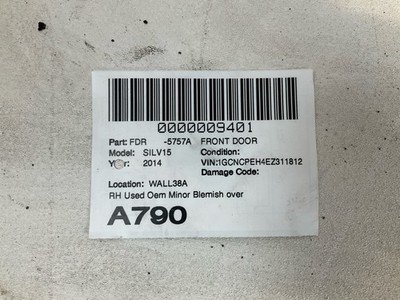 0000009401
Part: FDR -5757A FRONT DOOR
Model: SILV15 Condition:
Year: 2014 VIN:1GCNCPEH4EZ311812
Damage Code:
Location: WALL38A
RH Used Oem Minor Blemish over
A790